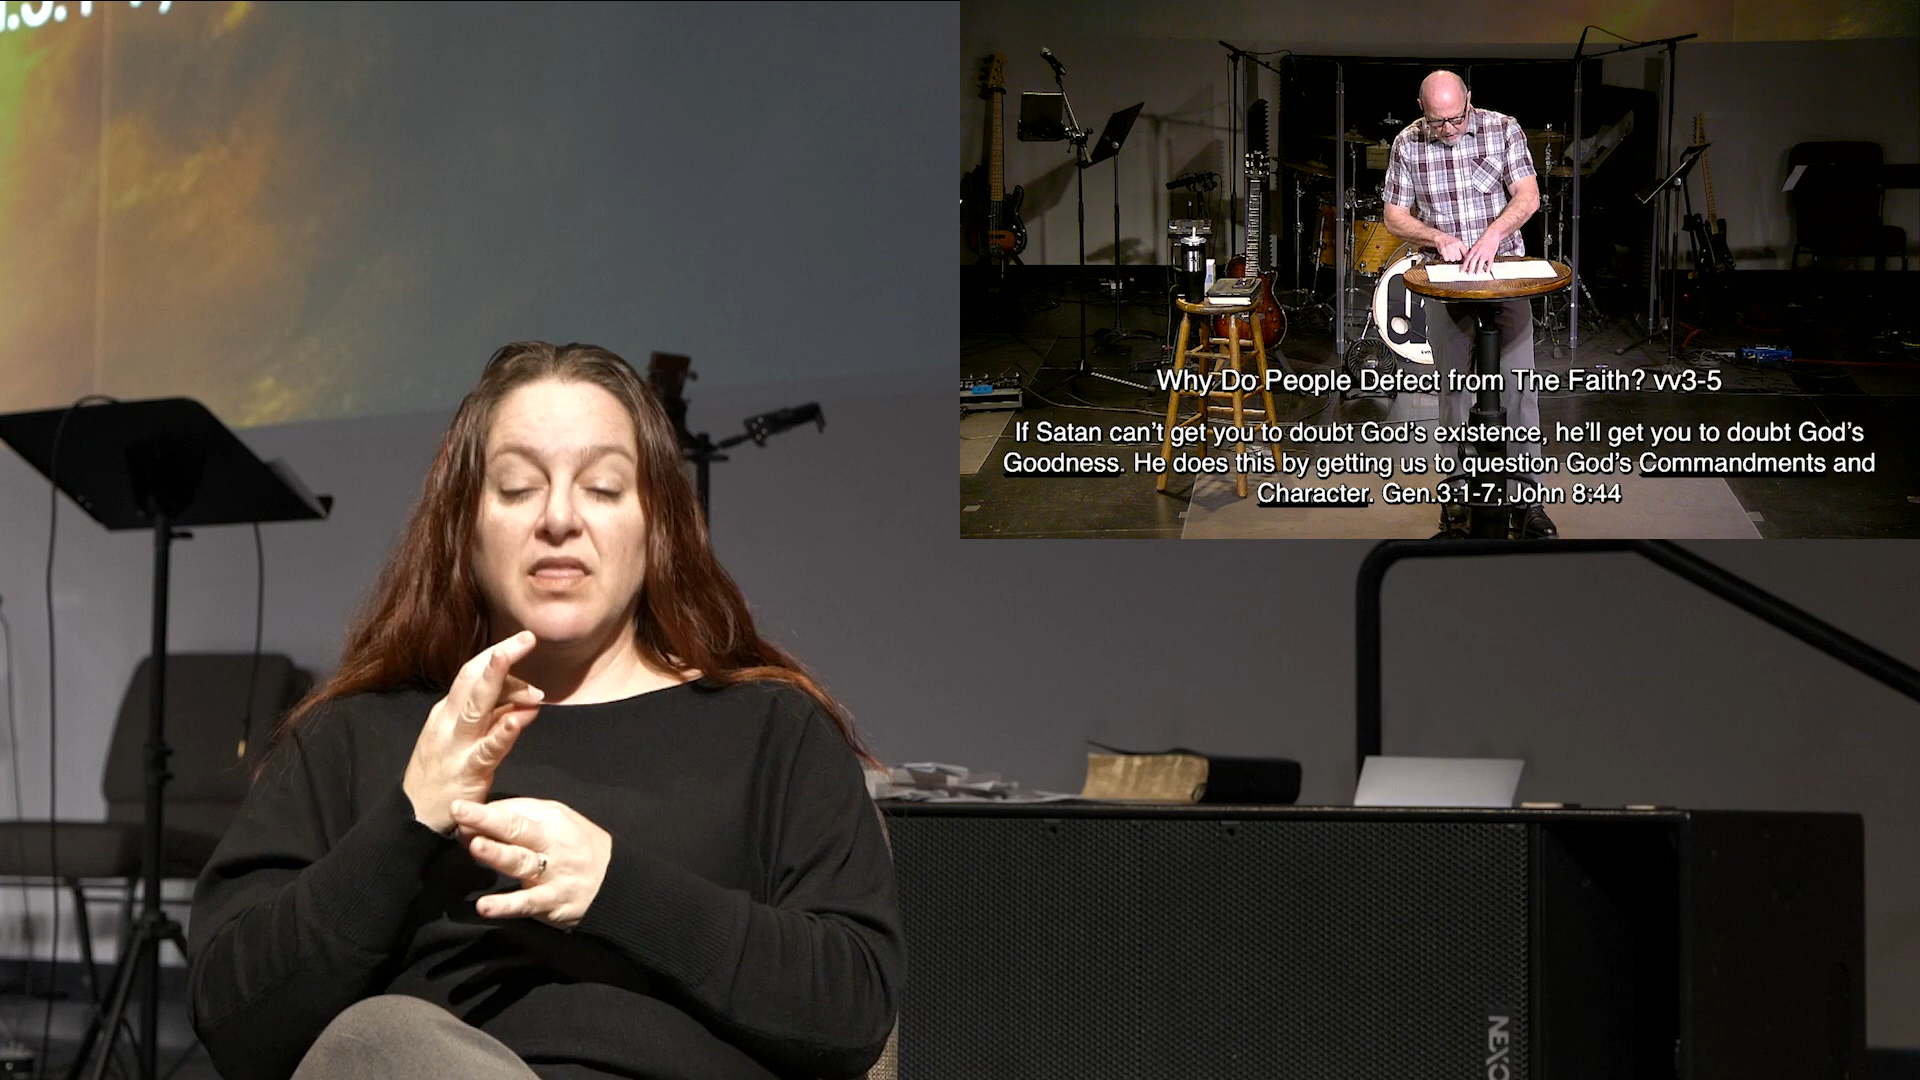 Why Do People Defect from The Faith? vv3-5
If Satan can't get you to doubt God's existence, he'll get you to doubt God's
Goodness. He does this by getting us to question God's Commandments and
Character. Gen.3:1-7; John 8:44
d
NEXO